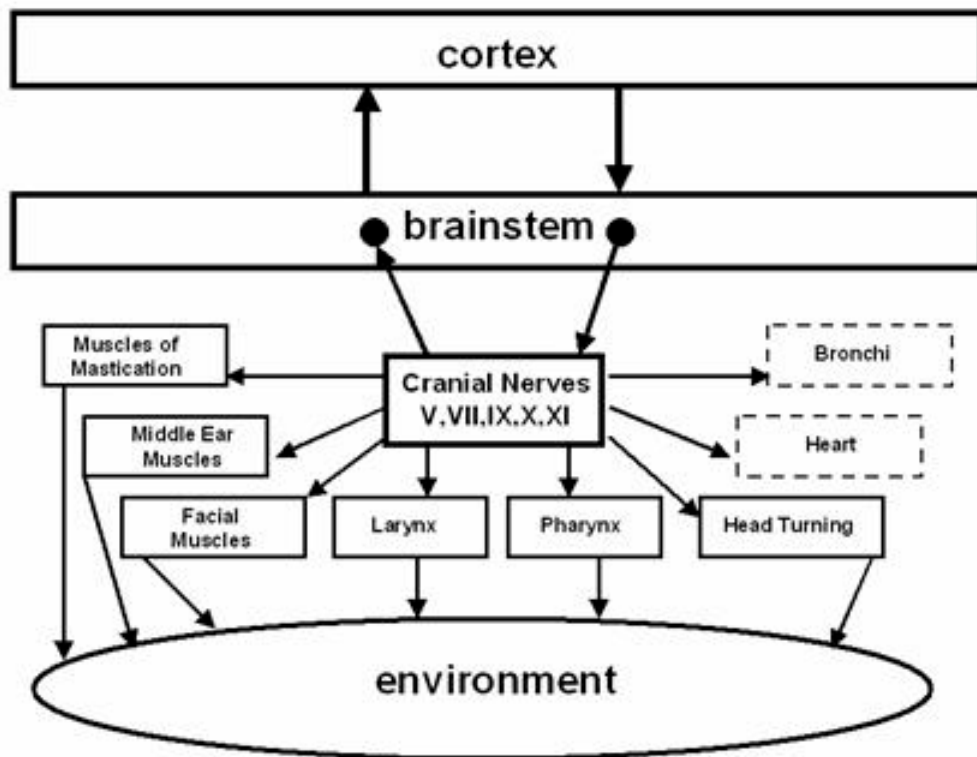 cortex
brainstem
Muscles of
Mastication
Cranial Nerves
V,VII,IX,X,XI
Bronchi
Middle Ear
Muscles
Heart
Facial
Muscles
Larynx
Pharynx
Head Turning
environment